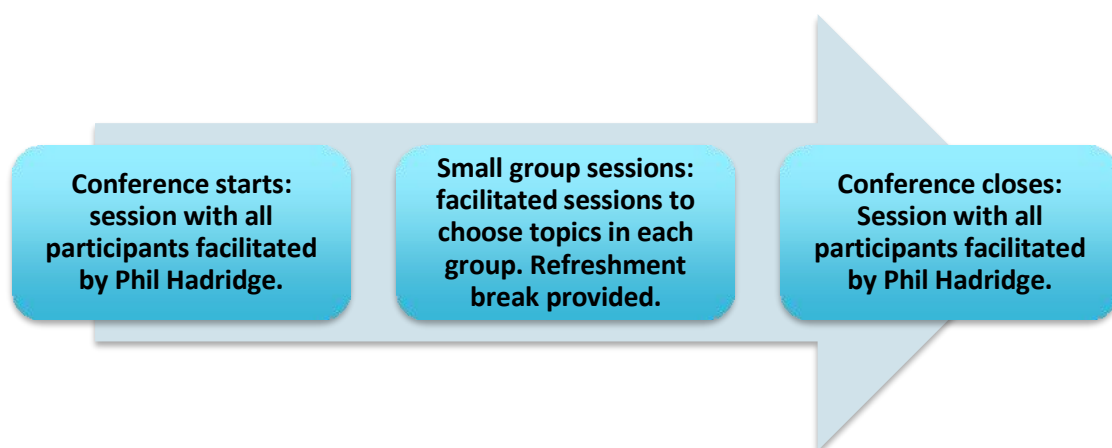 Conference starts:
session with all
participants facilitated
by Phil Hadridge.
Small group sessions:
facilitated sessions to
choose topics in each
group. Refreshment
break provided.
Conference closes:
Session with all
participants facilitated
by Phil Hadridge.